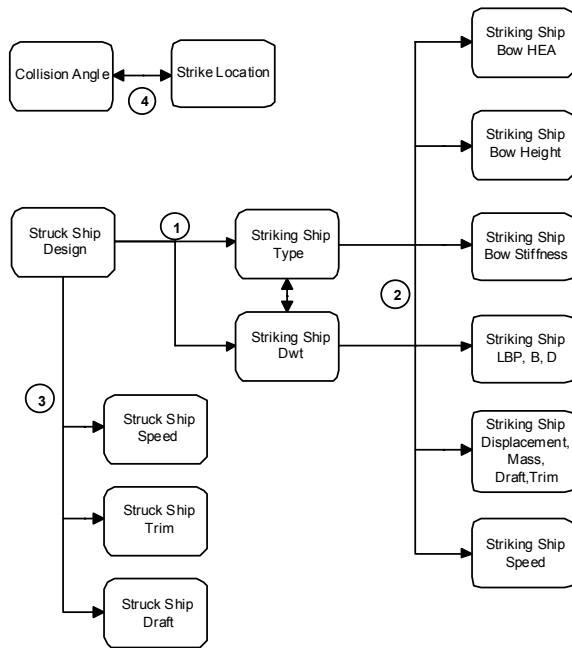 Collision Angle
Strike Location
4
Struck Ship
Design
1
Striking Ship
Type
Striking Ship
Dwt
2
3
Struck Ship
Speed
Struck Ship
Trim
Struck Ship
Draft
Striking Ship
Bow HEA
Striking Ship
Bow Height
Striking Ship
Bow Stiffness
Striking Ship
LBP, B, D
Striking Ship
Displacement,
Mass,
Draft,Trim
Striking Ship
Speed